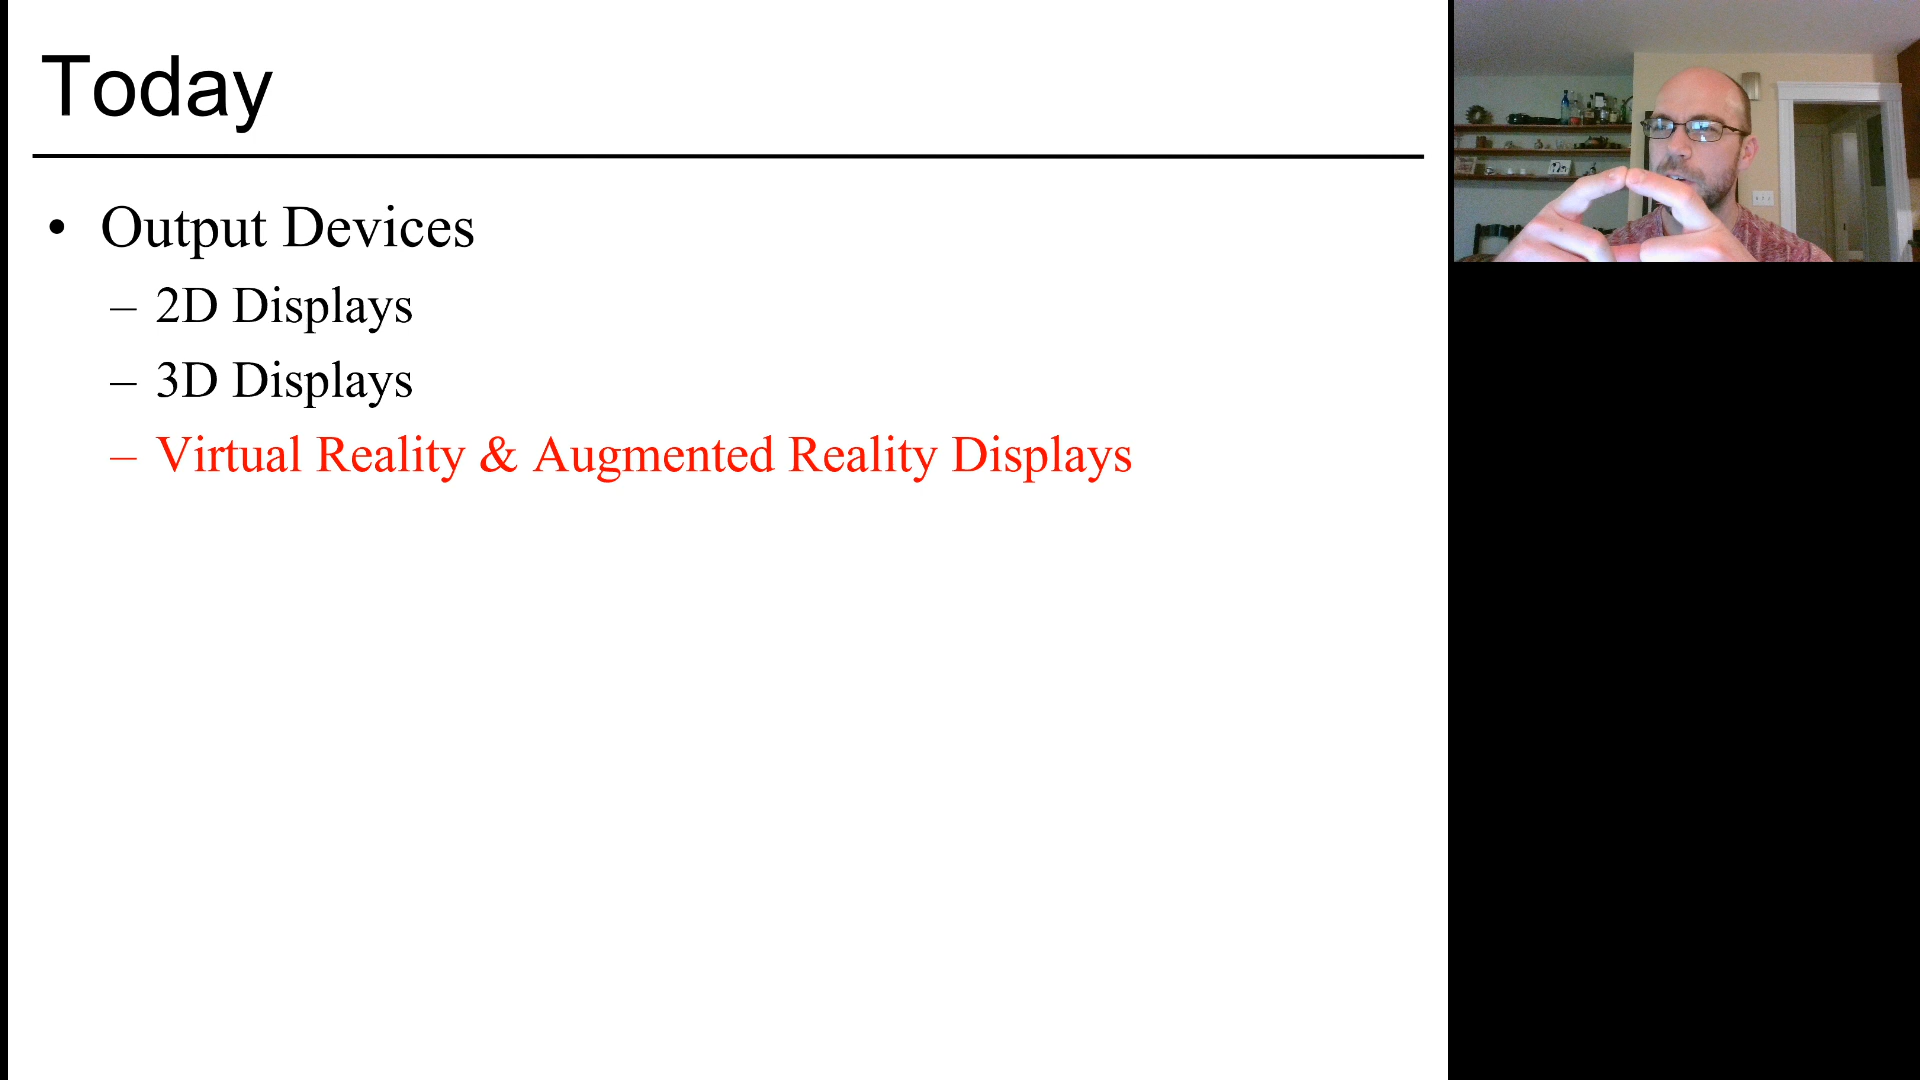 Today
• Output Devices
– 2D Displays
– 3D Displays
– Virtual Reality & Augmented Reality Displays